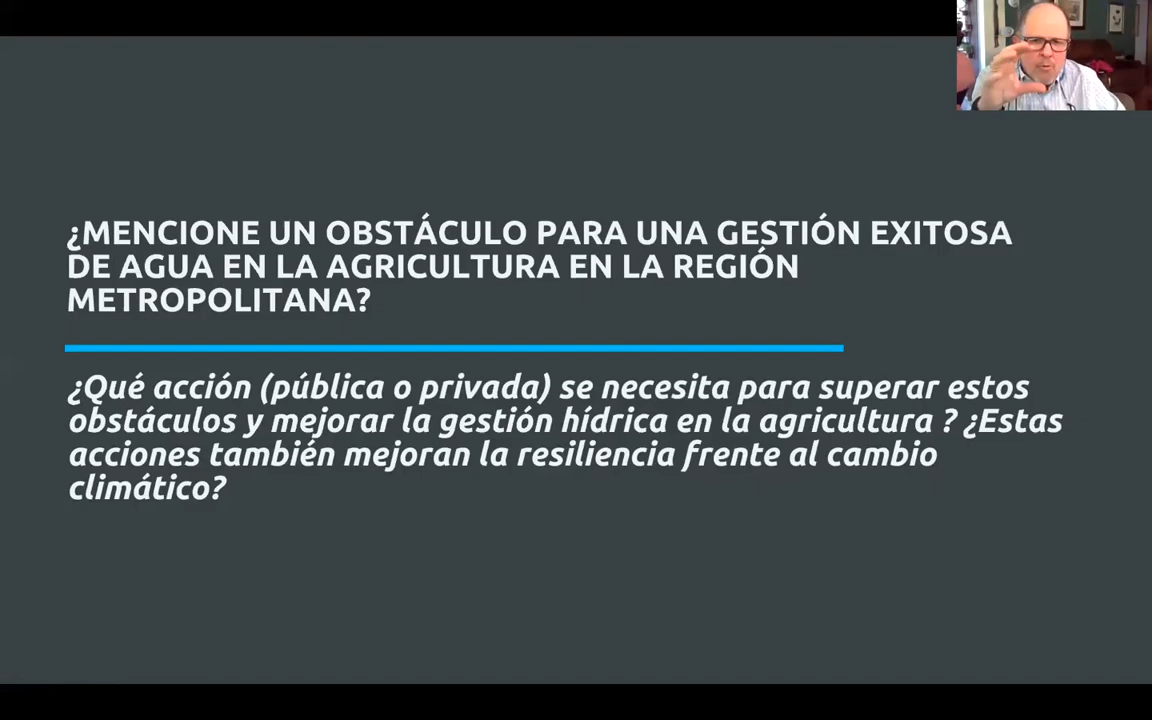 ¿MENCIONE UN OBSTÁCULO PARA UNA GESTIÓN EXITOSA
DE AGUA EN LA AGRICULTURA EN LA REGIÓN
METROPOLITANA?
¿Qué acción (pública o privada) se necesita para superar estos
obstáculos y mejorar la gestión hídrica en la agricultura ? ¿Estas
acciones también mejoran la resiliencia frente al cambio
climático?